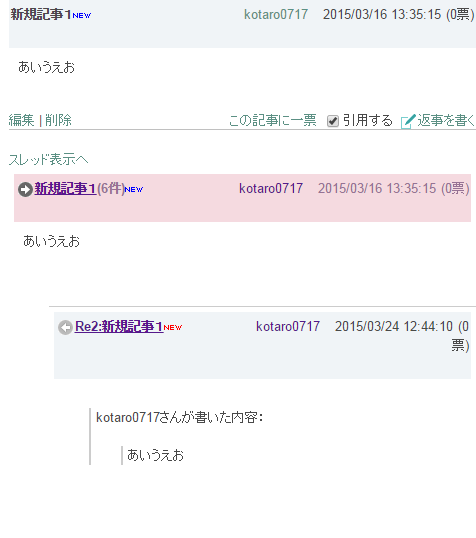 新規記事1NEW kotaro0717 2015/03/16 13:35:15 (0票)
あいうえお
編集 | 削除 この記事に一票 引用する 返事を書く
スレッド表示へ
新規記事1(6件)NEW kotaro0717 2015/03/16 13:35:15 (0票)
あいうえお
Re2:新規記事1NEW kotaro0717 2015/03/24 12:44:10 (0
票)
kotaro0717さんが書いた内容:
あいうえお